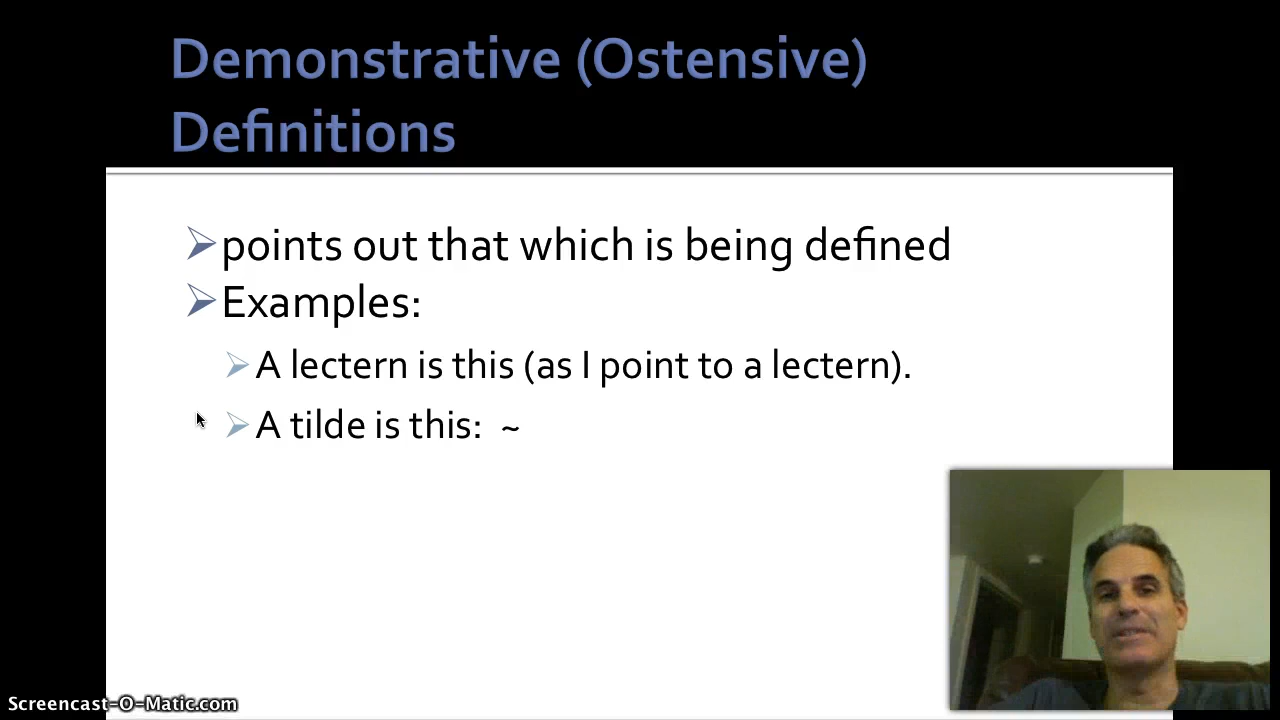 Demonstrative (Ostensive)
Definitions
points out that which is being defined
Examples:
A lectern is this (as I point to a lectern).
A tilde is this: ~
Screencast-O-Matic.com